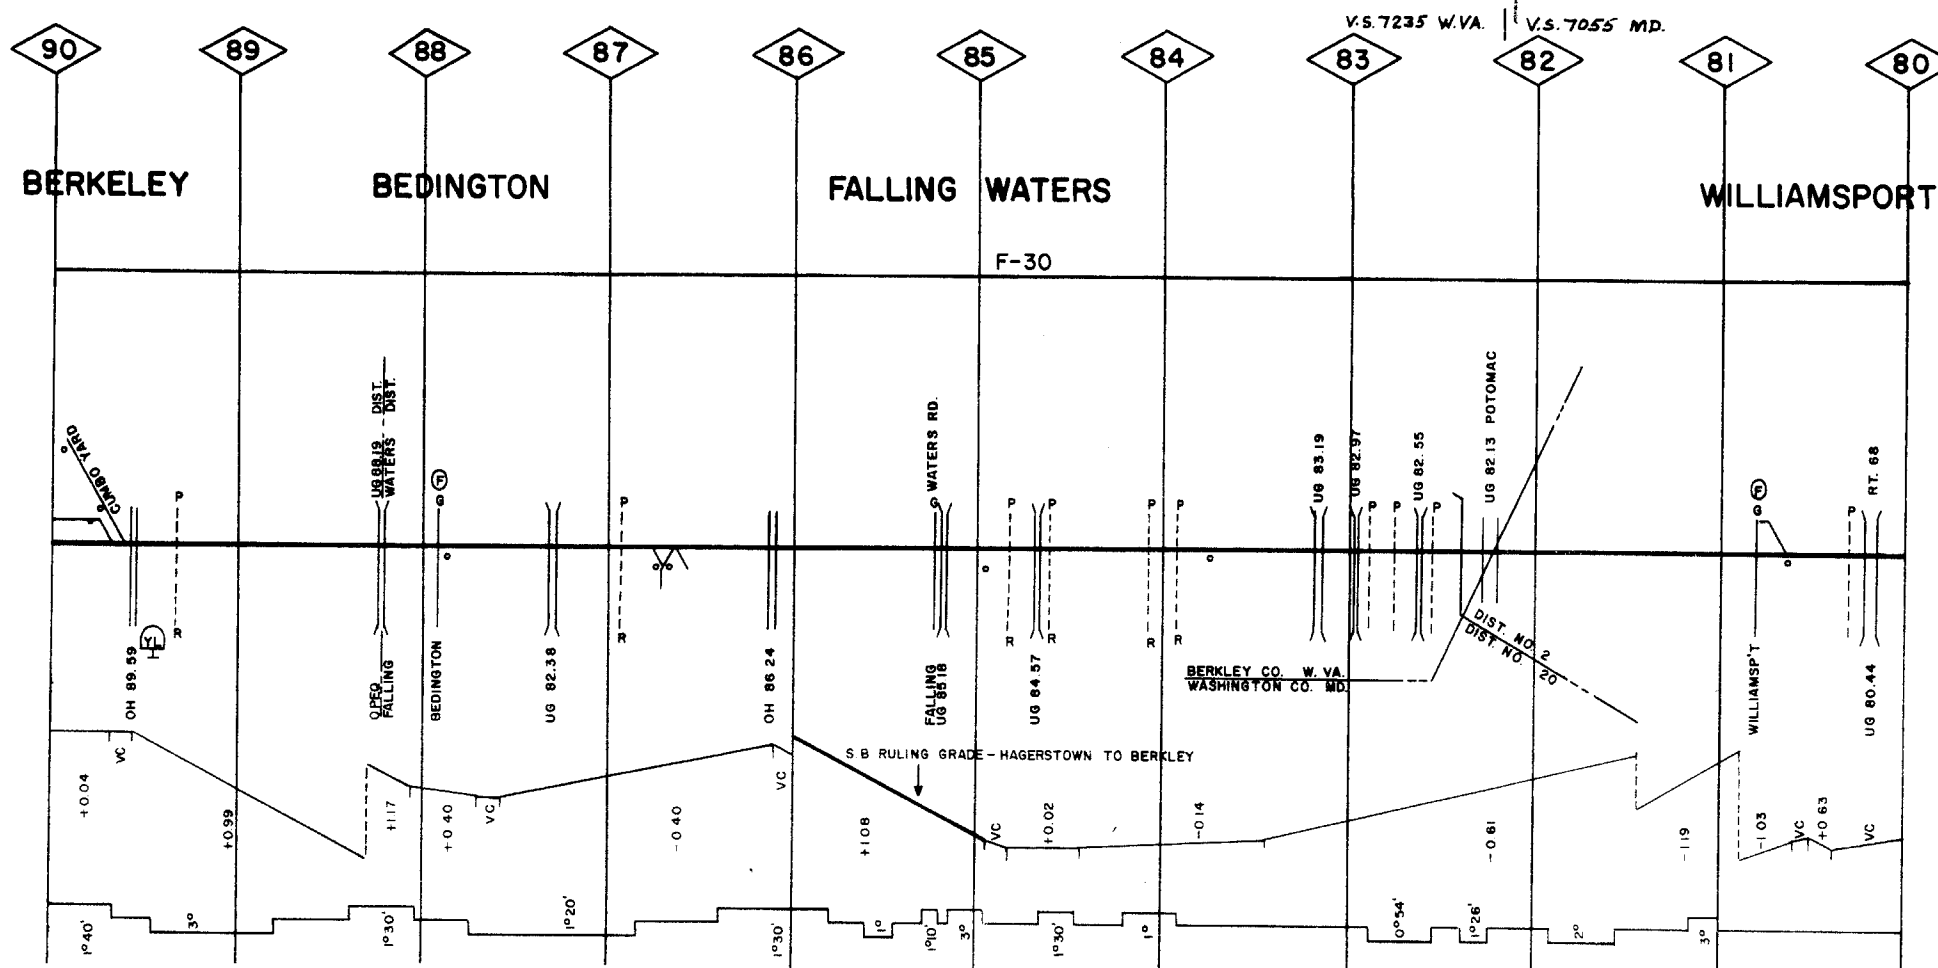 V.S. 7235 W.VA. V.S. 7055 MD.
90 89 88 87 86 85 84 83 82 81 80
BERKELEY BEDINGTON FALLING WATERS WILLIAMSPORT
F-30
CUMBO YARD
P
UG 88.19
DIST.
WATERS DIST.
F
G
P
G WATERS RD.
P
P
P
P
UG 83.19
UG 82.97
P
P
UG 82.55
P
UG 82.13 POTOMAC
F
G
P
RT. 68
OH 89.59
YL
R
OPEQ
FALLING
BEDINGTON
UG 82.38
R
OH 86 24
FALLING
UG 85 18
R
UG 84.57
R
R
BERKLEY CO. W. VA.
WASHINGTON CO. MD.
DIST. NO. 2
DIST. NO. 20
WILLIAMSP'T
UG 80.44
S.B RULING GRADE - HAGERSTOWN TO BERKLEY
+0.04
VC
+0.99
+1.17
+0 40
VC
-0 40
VC
+1 08
VC
+0.02
-0.14
-0.61
-1.19
-1.03
VC
+0.63
VC
1°40'
3°
1°30'
1°20'
1°30'
1°
1°10'
3°
1°30'
1°
0°54'
1°26'
2°
3°